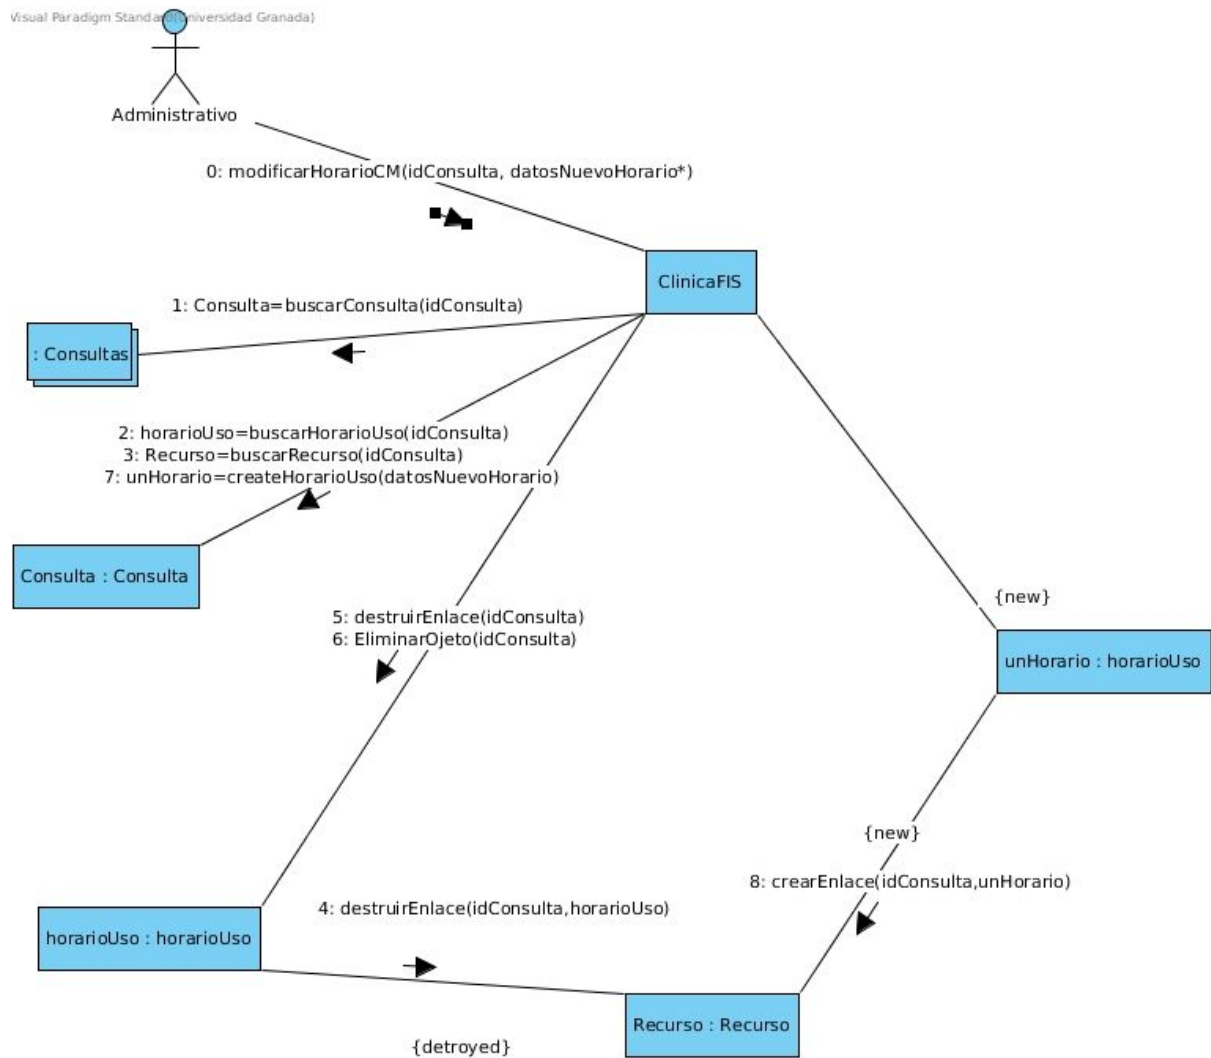 Visual Paradigm Standard(Universidad Granada)
Administrativo
0: modificarHorarioCM(idConsulta, datosNuevoHorario*)
ClinicaFIS
1: Consulta=buscarConsulta(idConsulta)
: Consultas
2: horarioUso=buscarHorarioUso(idConsulta)
3: Recurso=buscarRecurso(idConsulta)
7: unHorario=createHorarioUso(datosNuevoHorario)
Consulta : Consulta
{new}
5: destruirEnlace(idConsulta)
6: EliminarOjeto(idConsulta)
unHorario : horarioUso
{new}
8: crearEnlace(idConsulta,unHorario)
4: destruirEnlace(idConsulta,horarioUso)
horarioUso : horarioUso
Recurso : Recurso
{detroyed}